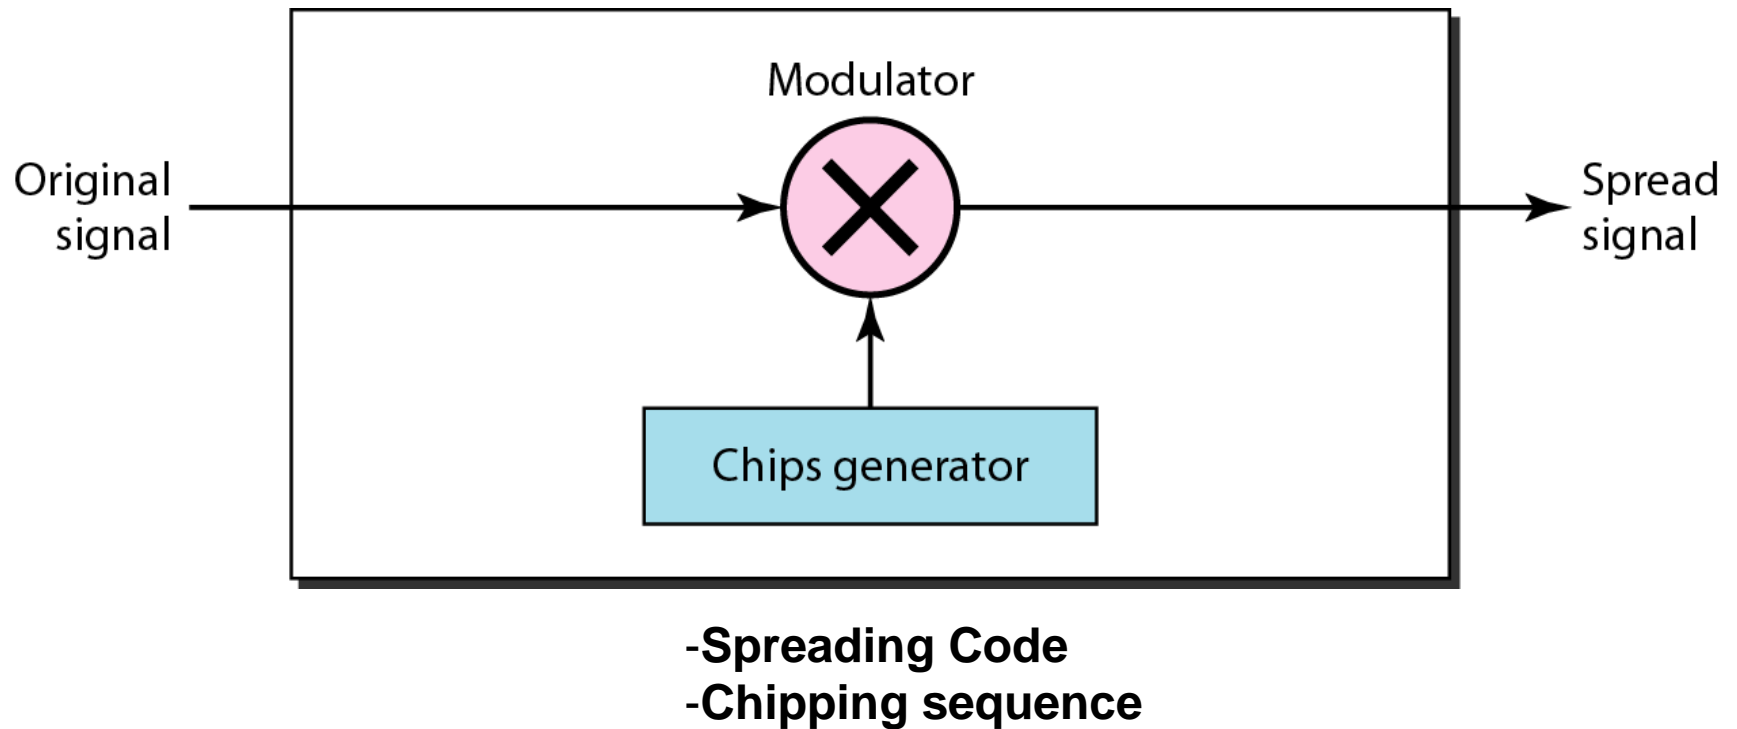 Modulator
Original
signal
Spread
signal
Chips generator
-Spreading Code
-Chipping sequence